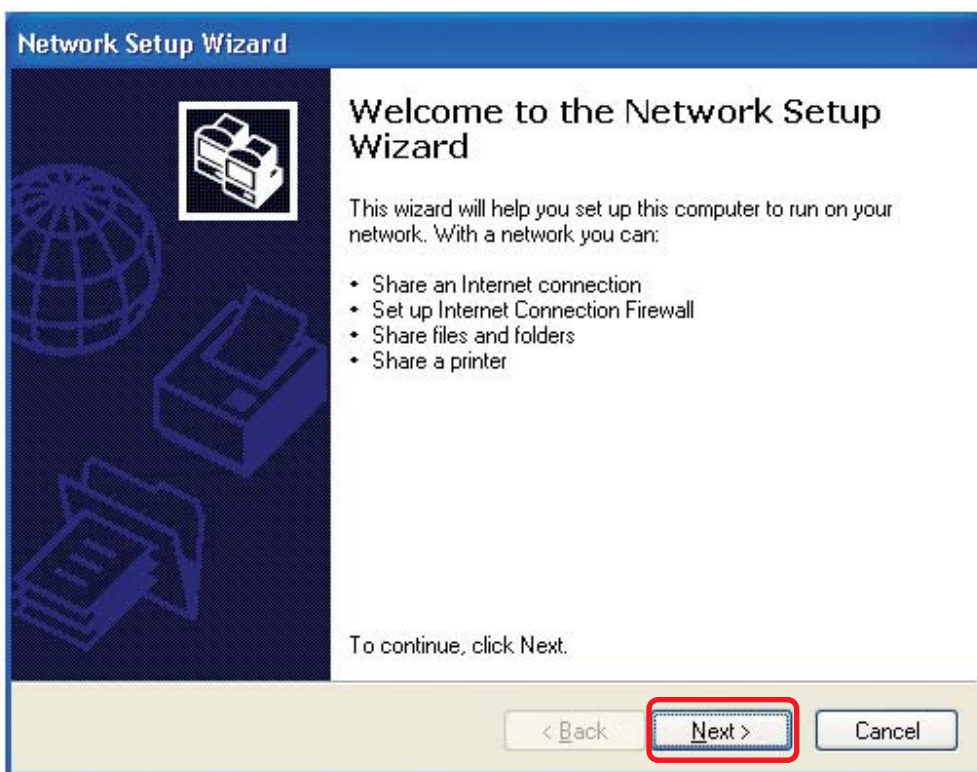 Network Setup Wizard
Welcome to the Network Setup
Wizard
This wizard will help you set up this computer to run on your
network. With a network you can:
• Share an Internet connection
• Set up Internet Connection Firewall
• Share files and folders
• Share a printer
To continue, click Next.
< Back Next > Cancel